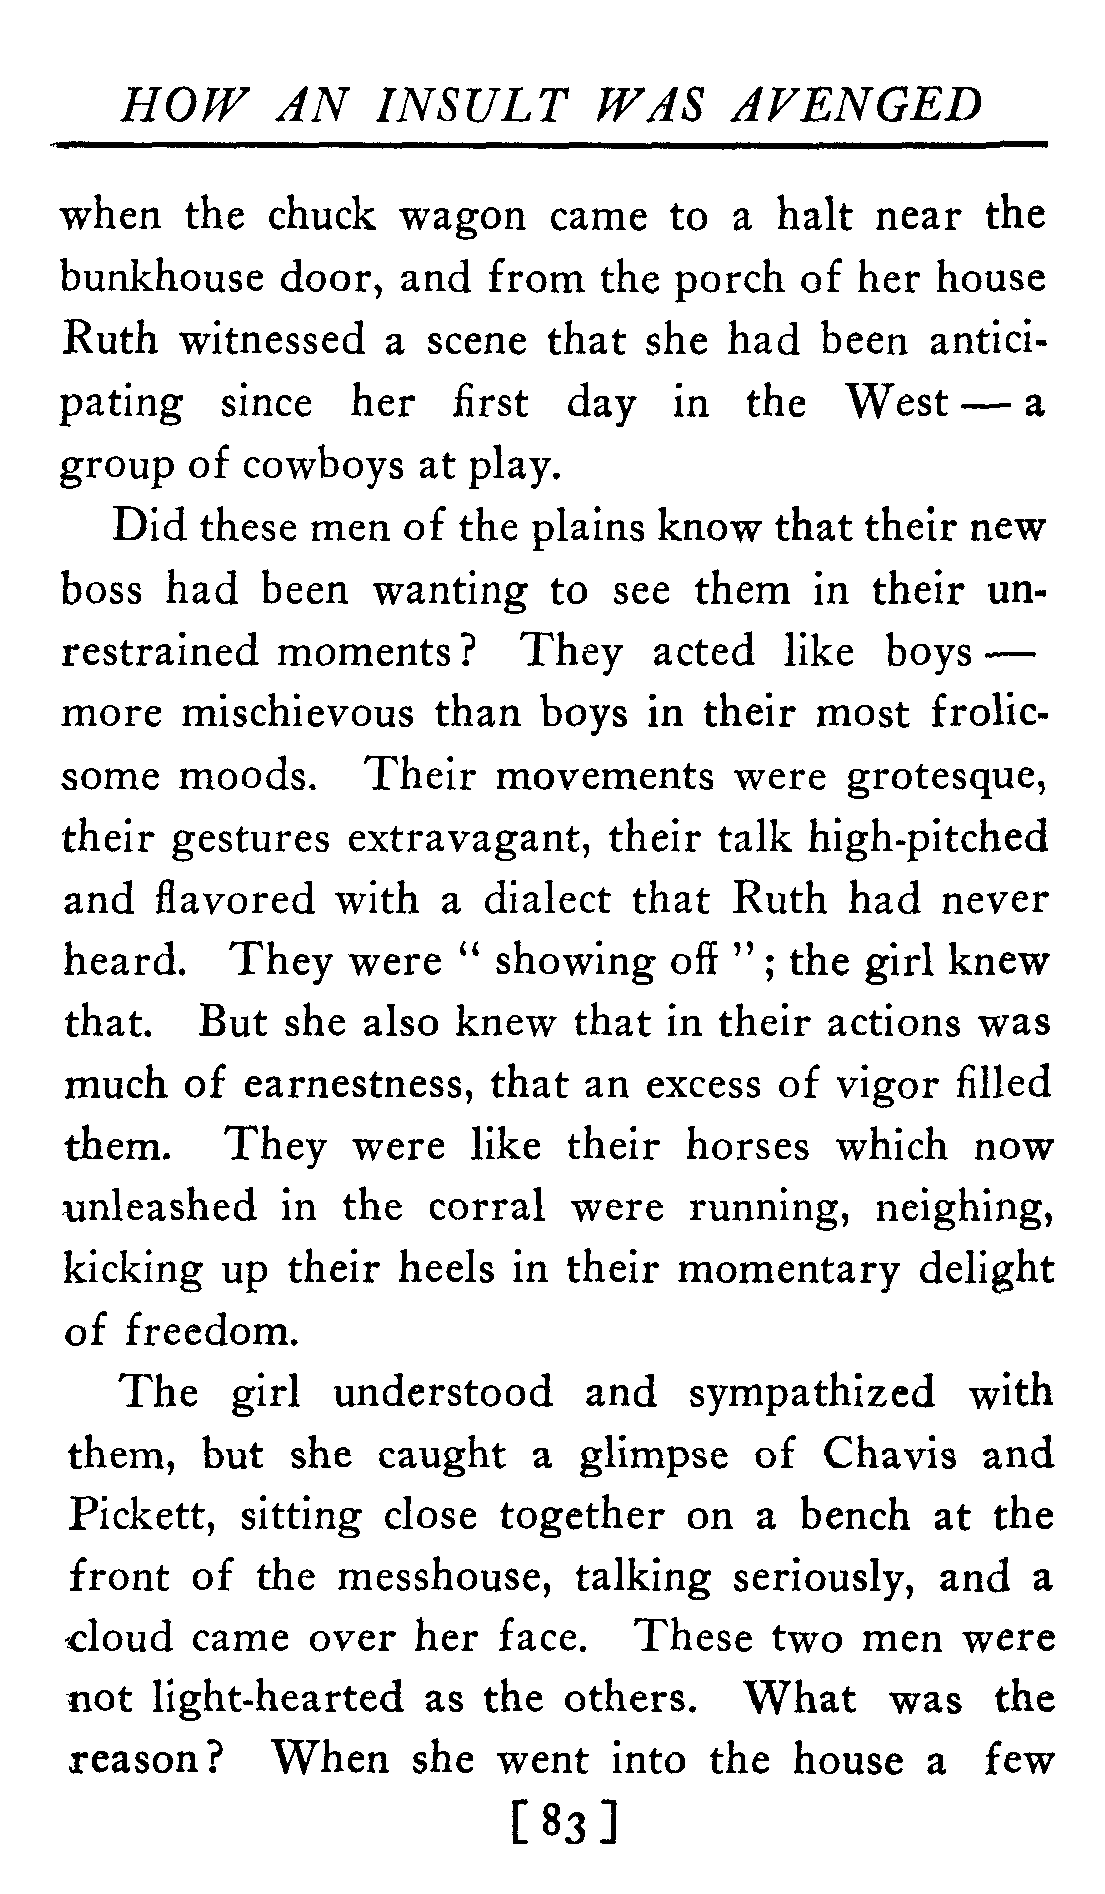 HOW AN INSULT WAS AVENGED
when the chuck wagon came to a halt near the
bunkhouse door, and from the porch of her house
Ruth witnessed a scene that she had been antici-
pating since her first day in the West — a
group of cowboys at play.
Did these men of the plains know that their new
boss had been wanting to see them in their un-
restrained moments? They acted like boys —
more mischievous than boys in their most frolic-
some moods. Their movements were grotesque,
their gestures extravagant, their talk high-pitched
and flavored with a dialect that Ruth had never
heard. They were " showing off "; the girl knew
that. But she also knew that in their actions was
much of earnestness, that an excess of vigor filled
them. They were like their horses which now
unleashed in the corral were running, neighing,
kicking up their heels in their momentary delight
of freedom.
The girl understood and sympathized with
them, but she caught a glimpse of Chavis and
Pickett, sitting close together on a bench at the
front of the messhouse, talking seriously, and a
cloud came over her face. These two men were
not light-hearted as the others. What was the
reason? When she went into the house a few
[ 83 ]